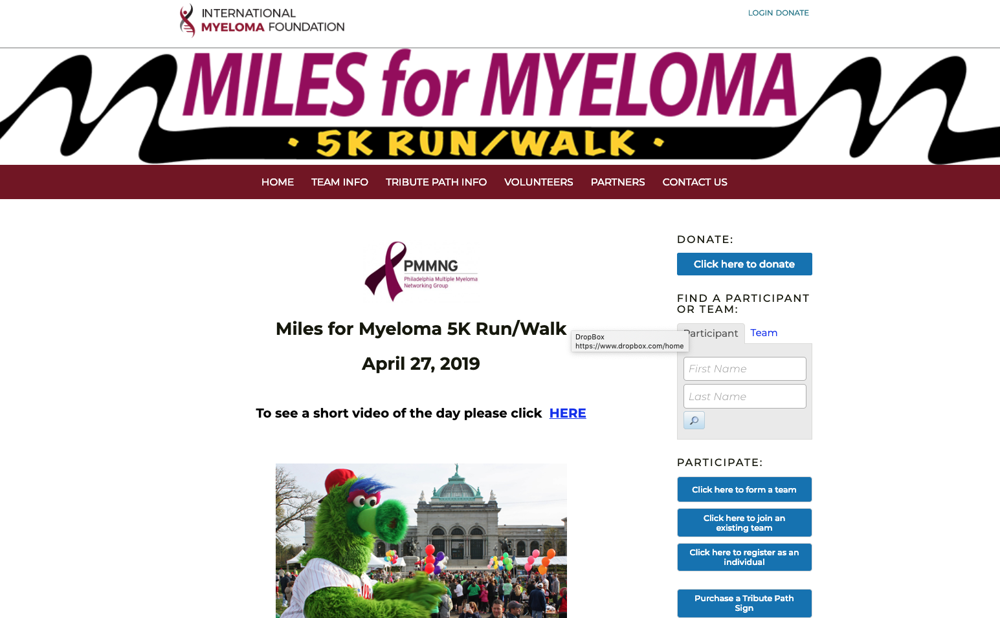 INTERNATIONAL
MYELOMA FOUNDATION
LOGIN DONATE
MILES for MYELOMA
· 5K RUN/WALK ·
HOME TEAM INFO TRIBUTE PATH INFO VOLUNTEERS PARTNERS CONTACT US
PMMNG
Philadelphia Multiple Myeloma
Networking Group
Miles for Myeloma 5K Run/Walk
April 27, 2019
To see a short video of the day please click HERE
DropBox
https://www.dropbox.com/home
DONATE:
Click here to donate
FIND A PARTICIPANT
OR TEAM:
Participant Team
First Name
Last Name
PARTICIPATE:
Click here to form a team
Click here to join an
existing team
Click here to register as an
individual
Purchase a Tribute Path
Sign